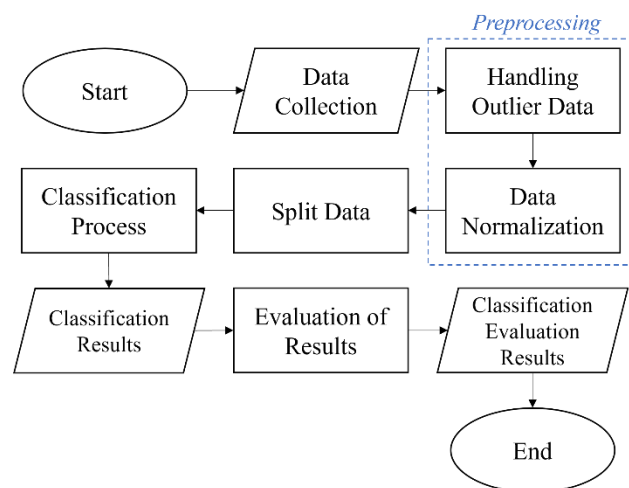 Preprocessing
Start
Data
Collection
Handling
Outlier Data
Classification
Process
Split Data
Data
Normalization
Classification
Results
Evaluation of
Results
Classification
Evaluation
Results
End